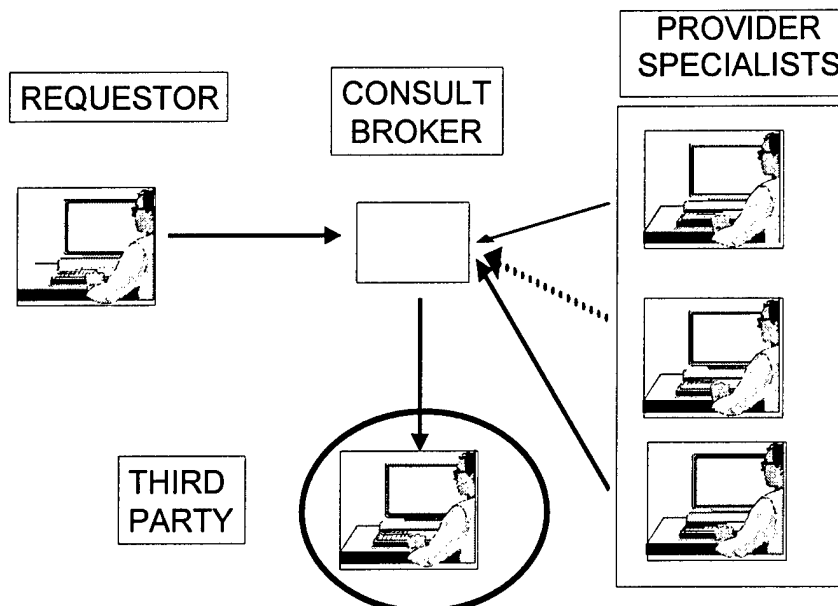 REQUESTOR
CONSULT
BROKER
PROVIDER
SPECIALISTS
THIRD
PARTY